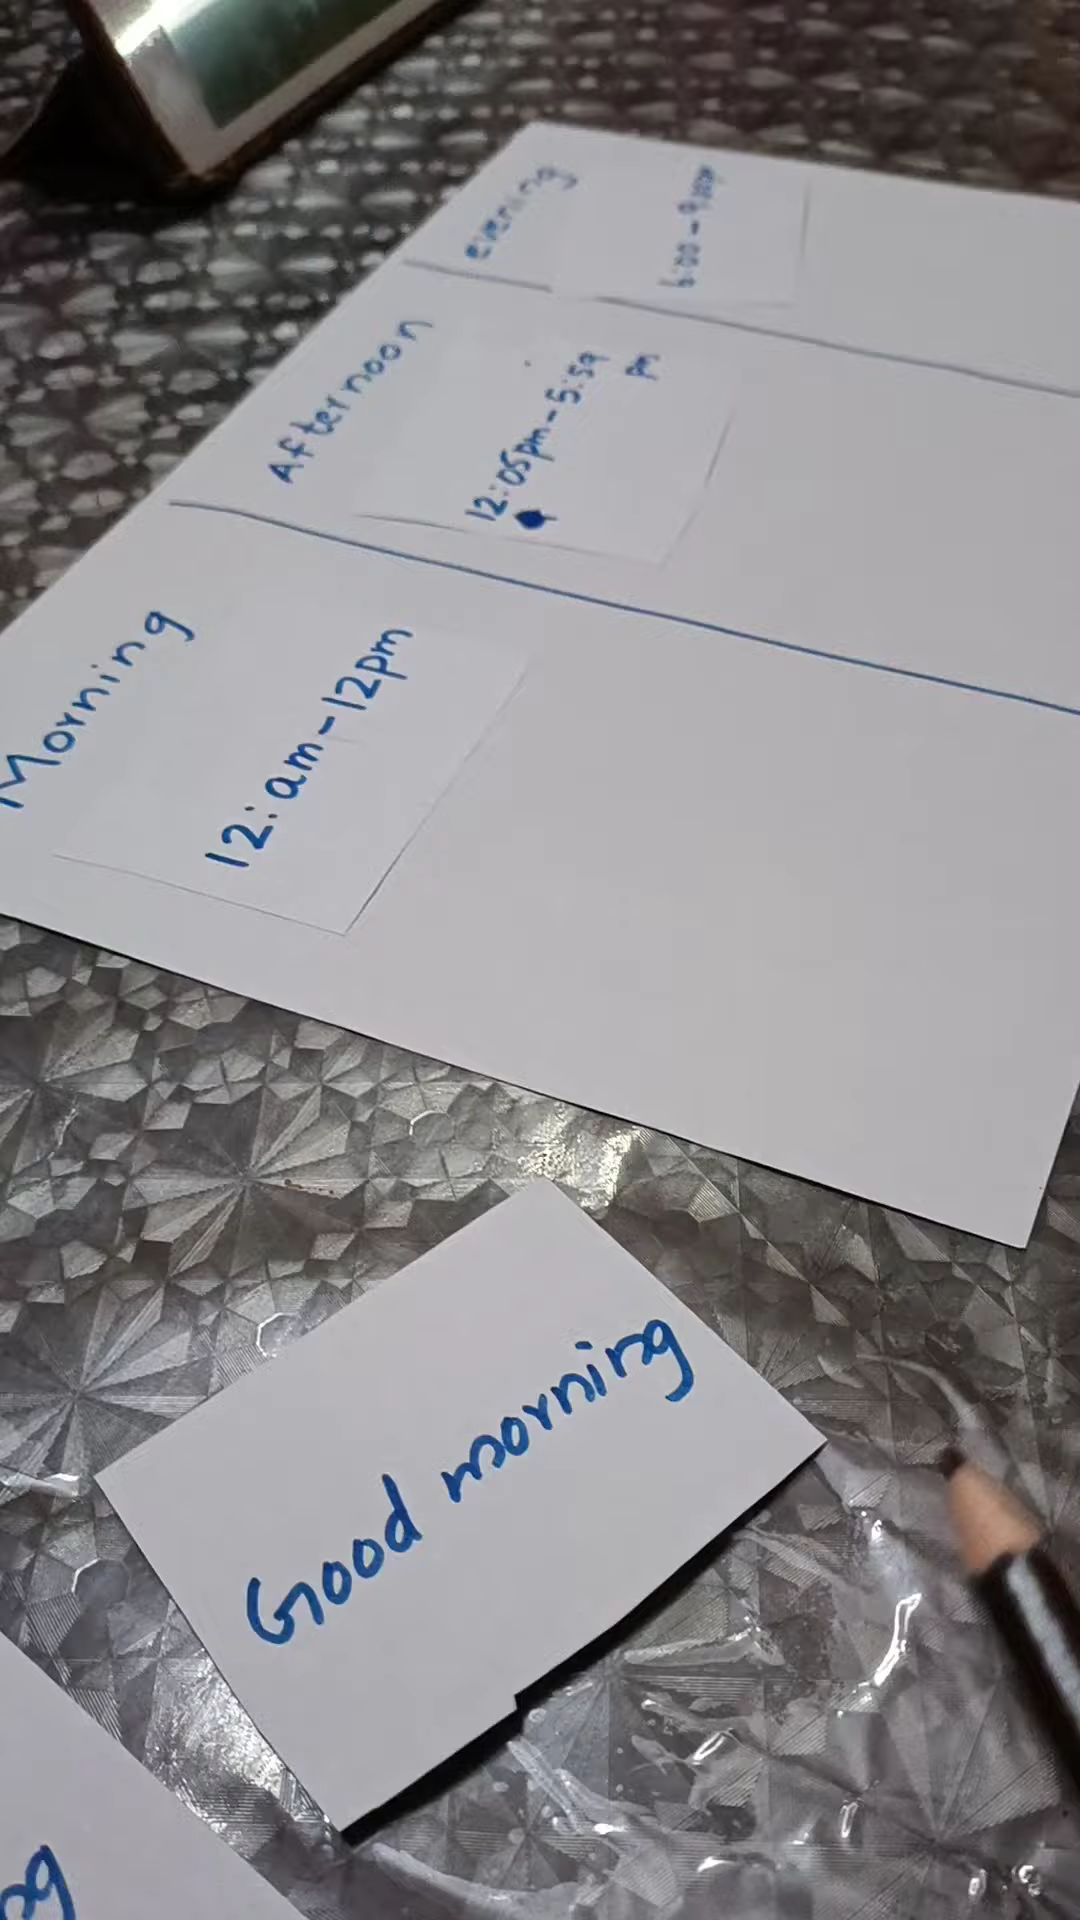 Morning
12: am-12pm
Afternoon
12:05pm-5:59
pm
evening
6:00-9:00pm
Good morning